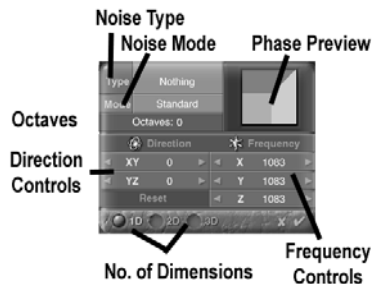 Noise Type
Noise Mode
Phase Preview
Type Nothing
Mode Standard
Octaves: 0
Octaves
Direction Frequency
Direction Controls
XY 0 X 1083
YZ 0 Y 1083
Reset Z 1083
1D 2D 3D
No. of Dimensions
Frequency Controls